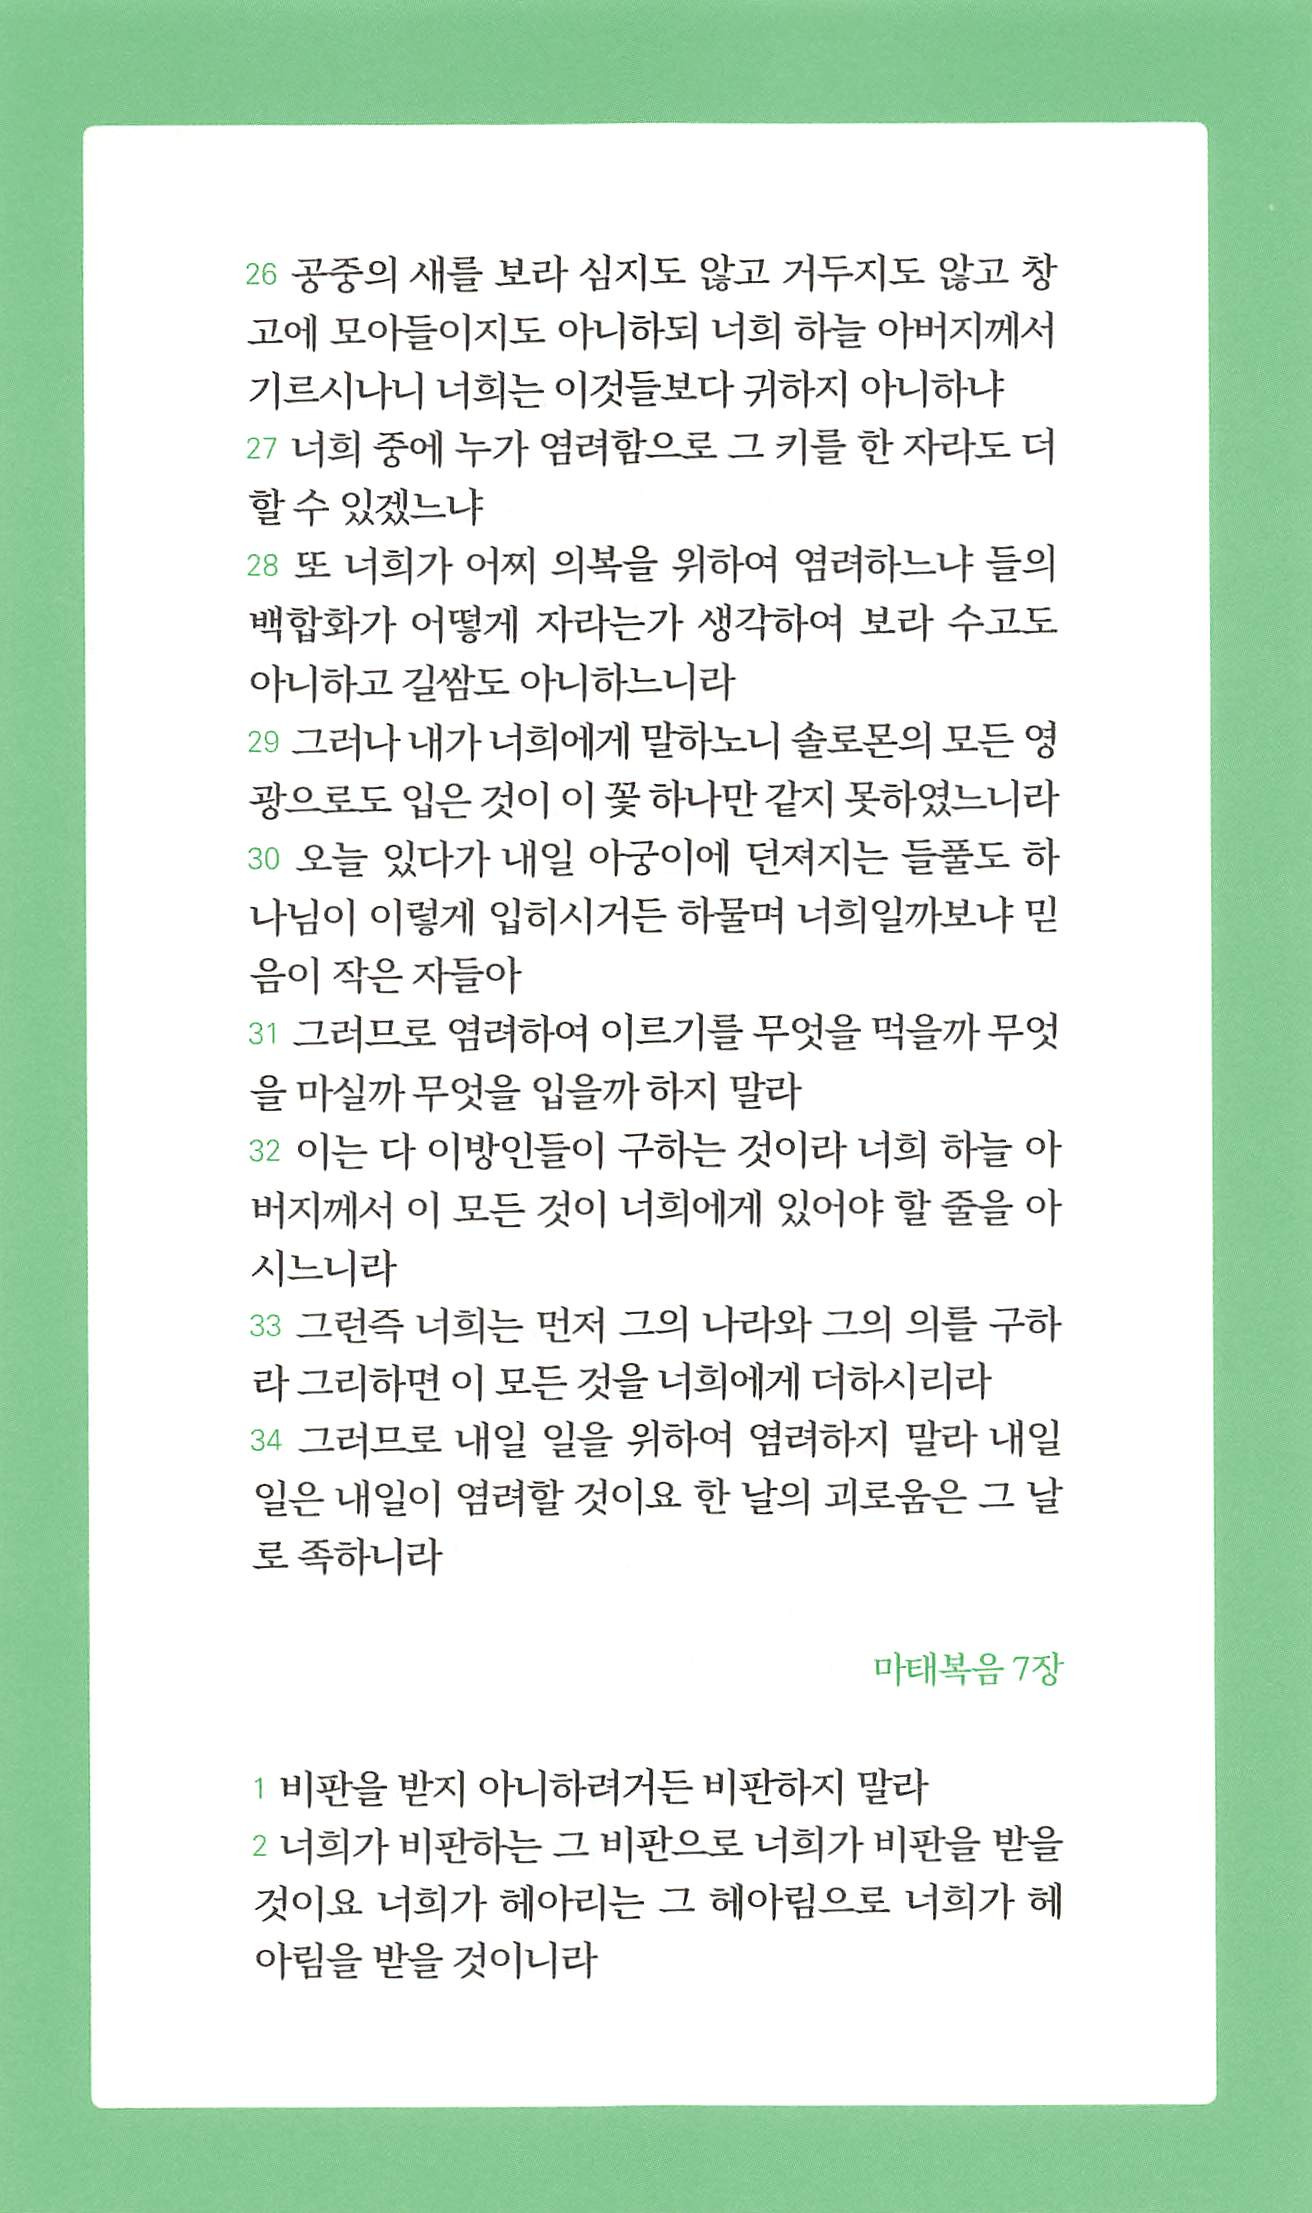 26 공중의 새를 보라 심지도 않고 거두지도 않고 창
고에 모아들이지도 아니하되 너희 하늘 아버지께서
기르시나니 너희는 이것들보다 귀하지 아니하냐
27 너희 중에 누가 염려함으로 그 키를 한 자라도 더
할 수 있겠느냐
28 또 너희가 어찌 의복을 위하여 염려하느냐 들의
백합화가 어떻게 자라는가 생각하여 보라 수고도
아니하고 길쌈도 아니하느니라
29 그러나 내가 너희에게 말하노니 솔로몬의 모든 영
광으로도 입은 것이 이 꽃 하나만 같지 못하였느니라
30 오늘 있다가 내일 아궁이에 던져지는 들풀도 하
나님이 이렇게 입히시거든 하물며 너희일까보냐 믿
음이 작은 자들아
31 그러므로 염려하여 이르기를 무엇을 먹을까 무엇
을 마실까 무엇을 입을까 하지 말라
32 이는 다 이방인들이 구하는 것이라 너희 하늘 아
버지께서 이 모든 것이 너희에게 있어야 할 줄을 아
시느니라
33 그런즉 너희는 먼저 그의 나라와 그의 의를 구하
라 그리하면 이 모든 것을 너희에게 더하시리라
34 그러므로 내일 일을 위하여 염려하지 말라 내일
일은 내일이 염려할 것이요 한 날의 괴로움은 그 날
로 족하니라
마태복음 7장
1 비판을 받지 아니하려거든 비판하지 말라
2 너희가 비판하는 그 비판으로 너희가 비판을 받을
것이요 너희가 헤아리는 그 헤아림으로 너희가 헤
아림을 받을 것이니라